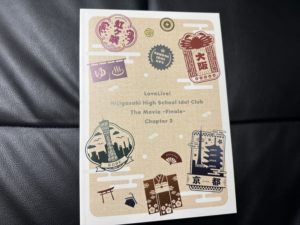 虹ヶ咲
大阪
ゆ
LoveLive!
Nijigasaki High School Idol Club
The Movie -Finale-
Chapter 2
京都